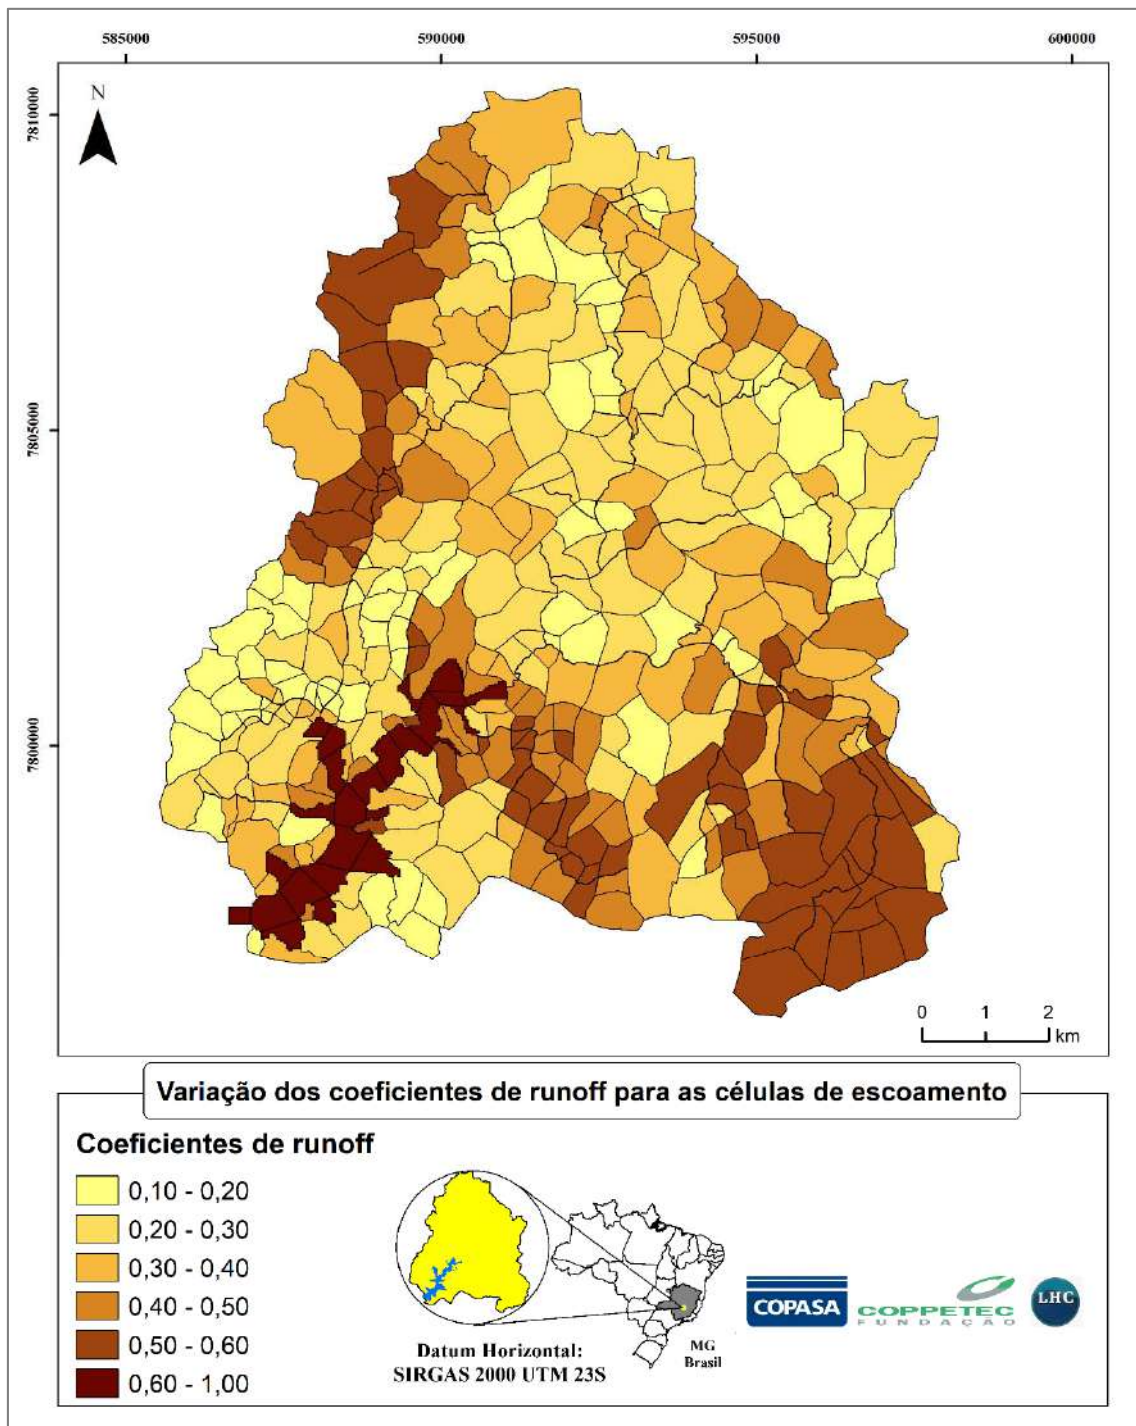 585000
590000
595000
600000
N
7810000
7805000
7800000
0 1 2
km
Variação dos coeficientes de runoff para as células de escoamento
Coeficientes de runoff
0,10 - 0,20
0,20 - 0,30
0,30 - 0,40
0,40 - 0,50
0,50 - 0,60
0,60 - 1,00
Datum Horizontal:
SIRGAS 2000 UTM 23S
MG
Brasil
COPASA
COPPETEC
FUNDAÇÃO
LHC